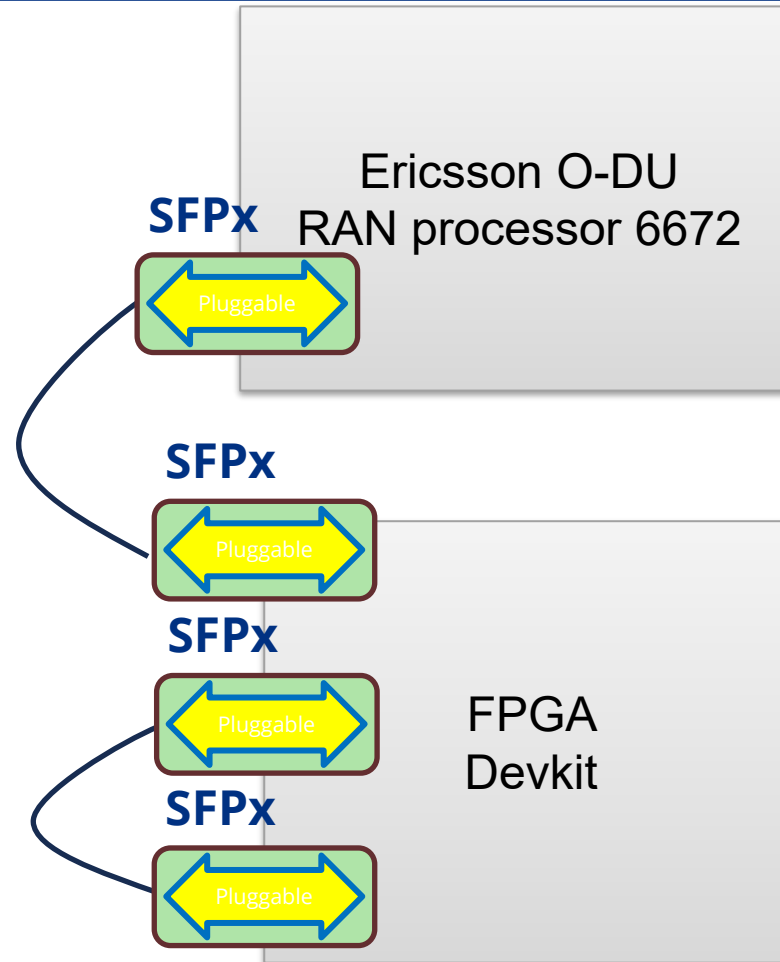 Ericsson O-DU
RAN processor 6672
SFPx
Pluggable
SFPx
Pluggable
SFPx
Pluggable
FPGA
Devkit
SFPx
Pluggable